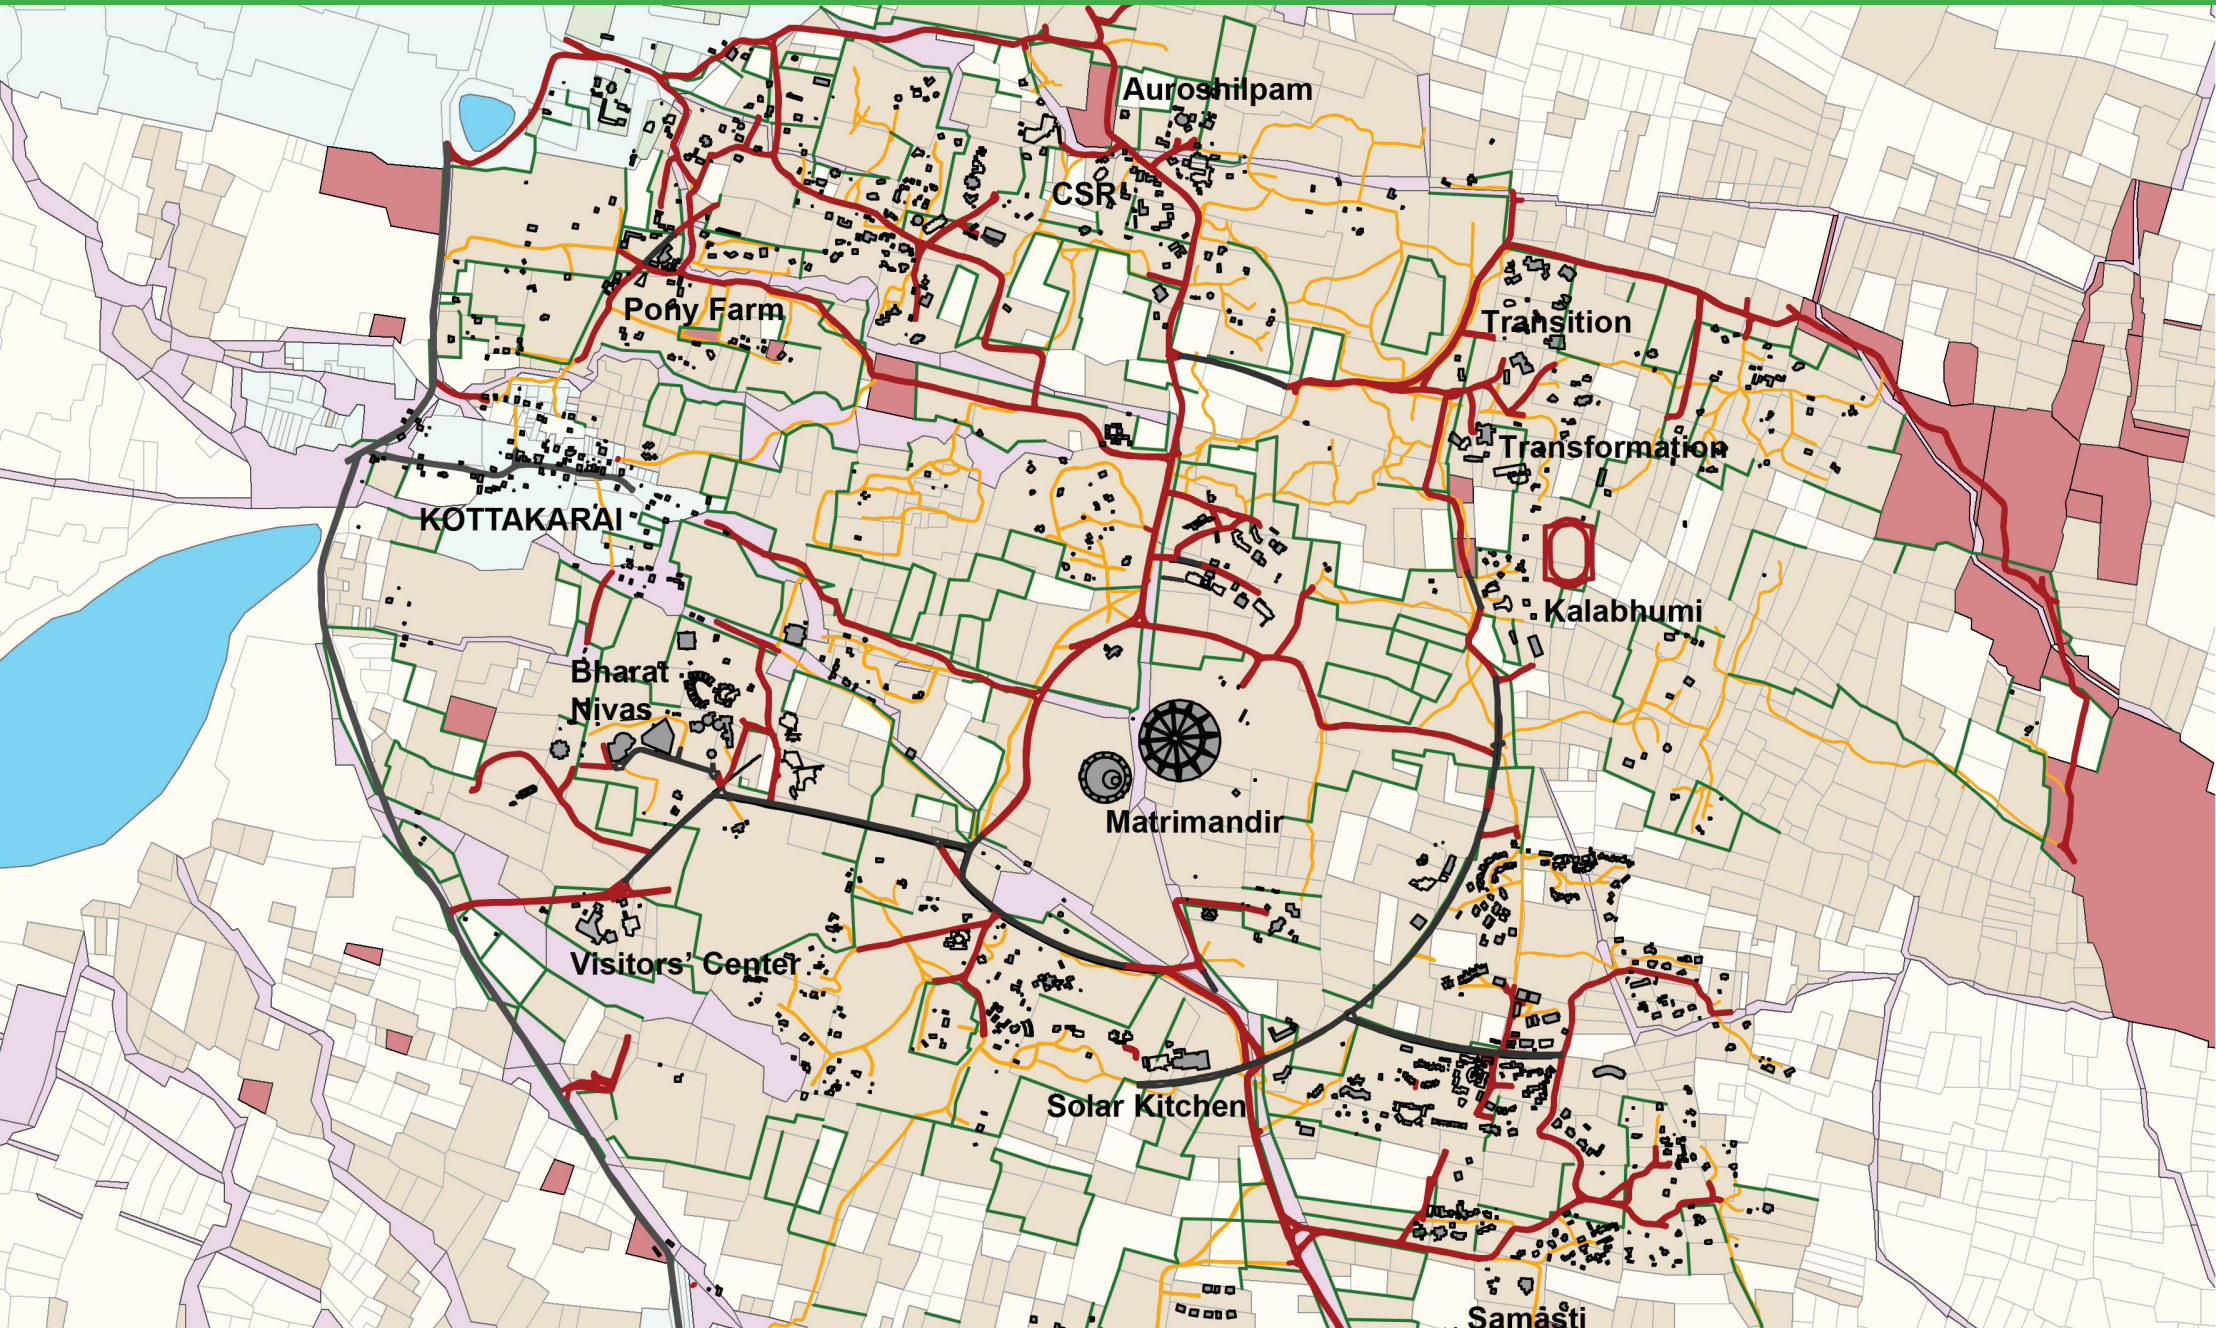 Auroshilpam
CSR
Pony Farm
Transition
Transformation
KOTTAKARAI
Kalabhumi
Bharat
Nivas
Matrimandir
Visitors' Center
Solar Kitchen
Samasti